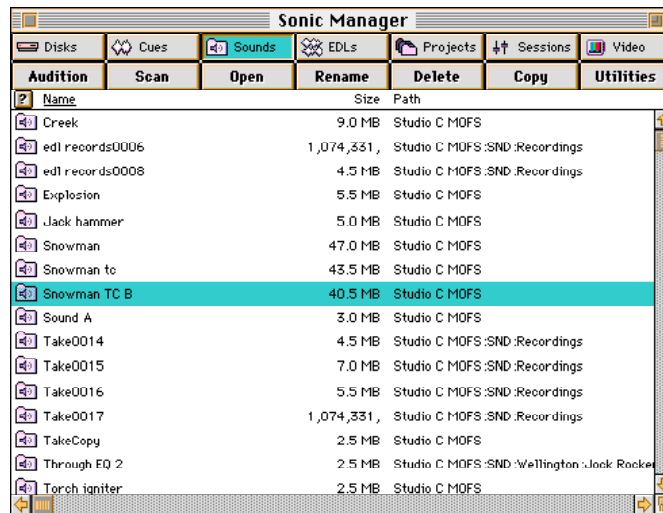 Sonic Manager
Disks Cues Sounds EDLs Projects Sessions Video
Audition Scan Open Rename Delete Copy Utilities
? Name Size Path
Creek 9.0 MB Studio C MOFS
edl records0006 1,074,331, Studio C MOFS:SND:Recordings
edl records0008 4.5 MB Studio C MOFS:SND:Recordings
Explosion 5.5 MB Studio C MOFS
Jack hammer 5.0 MB Studio C MOFS
Snowman 47.0 MB Studio C MOFS
Snowman tc 43.5 MB Studio C MOFS
Snowman TC B 40.5 MB Studio C MOFS
Sound A 3.0 MB Studio C MOFS
Take0014 4.5 MB Studio C MOFS:SND:Recordings
Take0015 7.0 MB Studio C MOFS:SND:Recordings
Take0016 5.5 MB Studio C MOFS:SND:Recordings
Take0017 1,074,331, Studio C MOFS:SND:Recordings
TakeCopy 2.5 MB Studio C MOFS
Through EQ 2 2.5 MB Studio C MOFS:SND:Wellington:Jock Rocker
Torch igniter 2.5 MB Studio C MOFS